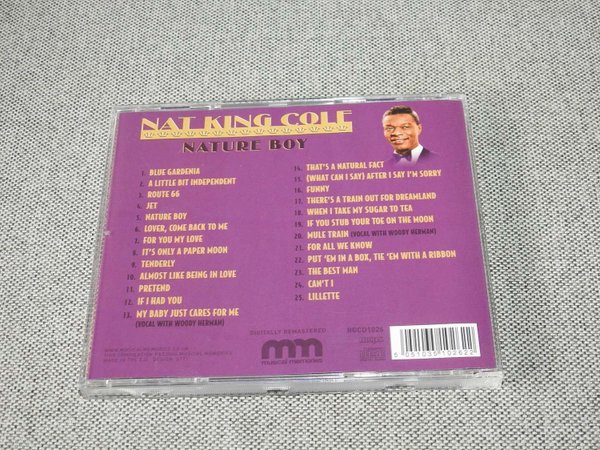 NAT KING COLE
NATURE BOY
1. BLUE GARDENIA
2. A LITTLE BIT INDEPENDENT
3. ROUTE 66
4. JET
5. NATURE BOY
6. LOVER, COME BACK TO ME
7. FOR YOU MY LOVE
8. IT'S ONLY A PAPER MOON
9. TENDERLY
10. ALMOST LIKE BEING IN LOVE
11. PRETEND
12. IF I HAD YOU
13. MY BABY JUST CARES FOR ME
(VOCAL WITH WOODY HERMAN)
14. THAT'S A NATURAL FACT
15. (WHAT CAN I SAY) AFTER I SAY I'M SORRY
16. FUNNY
17. THERE'S A TRAIN OUT FOR DREAMLAND
18. WHEN I TAKE MY SUGAR TO TEA
19. IF YOU STUB YOUR TOE ON THE MOON
20. MULE TRAIN (VOCAL WITH WOODY HERMAN)
21. FOR ALL WE KNOW
22. PUT 'EM IN A BOX, TIE 'EM WITH A RIBBON
23. THE BEST MAN
24. CAN'T I
25. LILLETTE
DIGITALLY REMASTERED
mm
musical memories
6 051035 102622